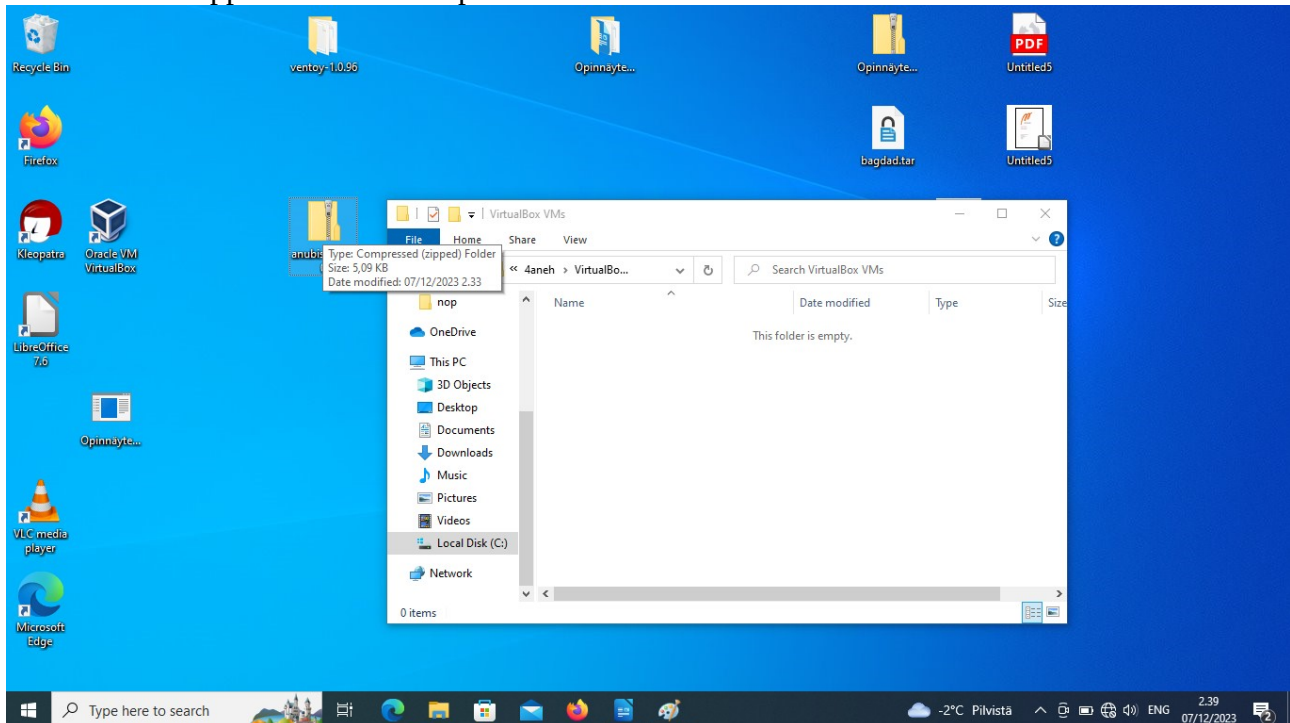 Recycle Bin
ventoy-1.0.96
Opinnäyte...
Opinnäyte...
PDF
Untitled5
Firefox
bagdad.tar
Untitled5
Kleopatra
Oracle VM
VirtualBox
anubis
Type: Compressed (zipped) Folder
Size: 5,09 KB
Date modified: 07/12/2023 2.33
VirtualBox VMs
File Home Share View
« 4aneh > VirtualBo...
Search VirtualBox VMs
Name Date modified Type Size
This folder is empty.
nop
OneDrive
This PC
3D Objects
Desktop
Documents
Downloads
Music
Pictures
Videos
Local Disk (C:)
Network
0 items
LibreOffice
7.6
Opinnäyte...
VLC media
player
Microsoft
Edge
Type here to search
-2°C Pilvistä
ENG
2.39
07/12/2023
2